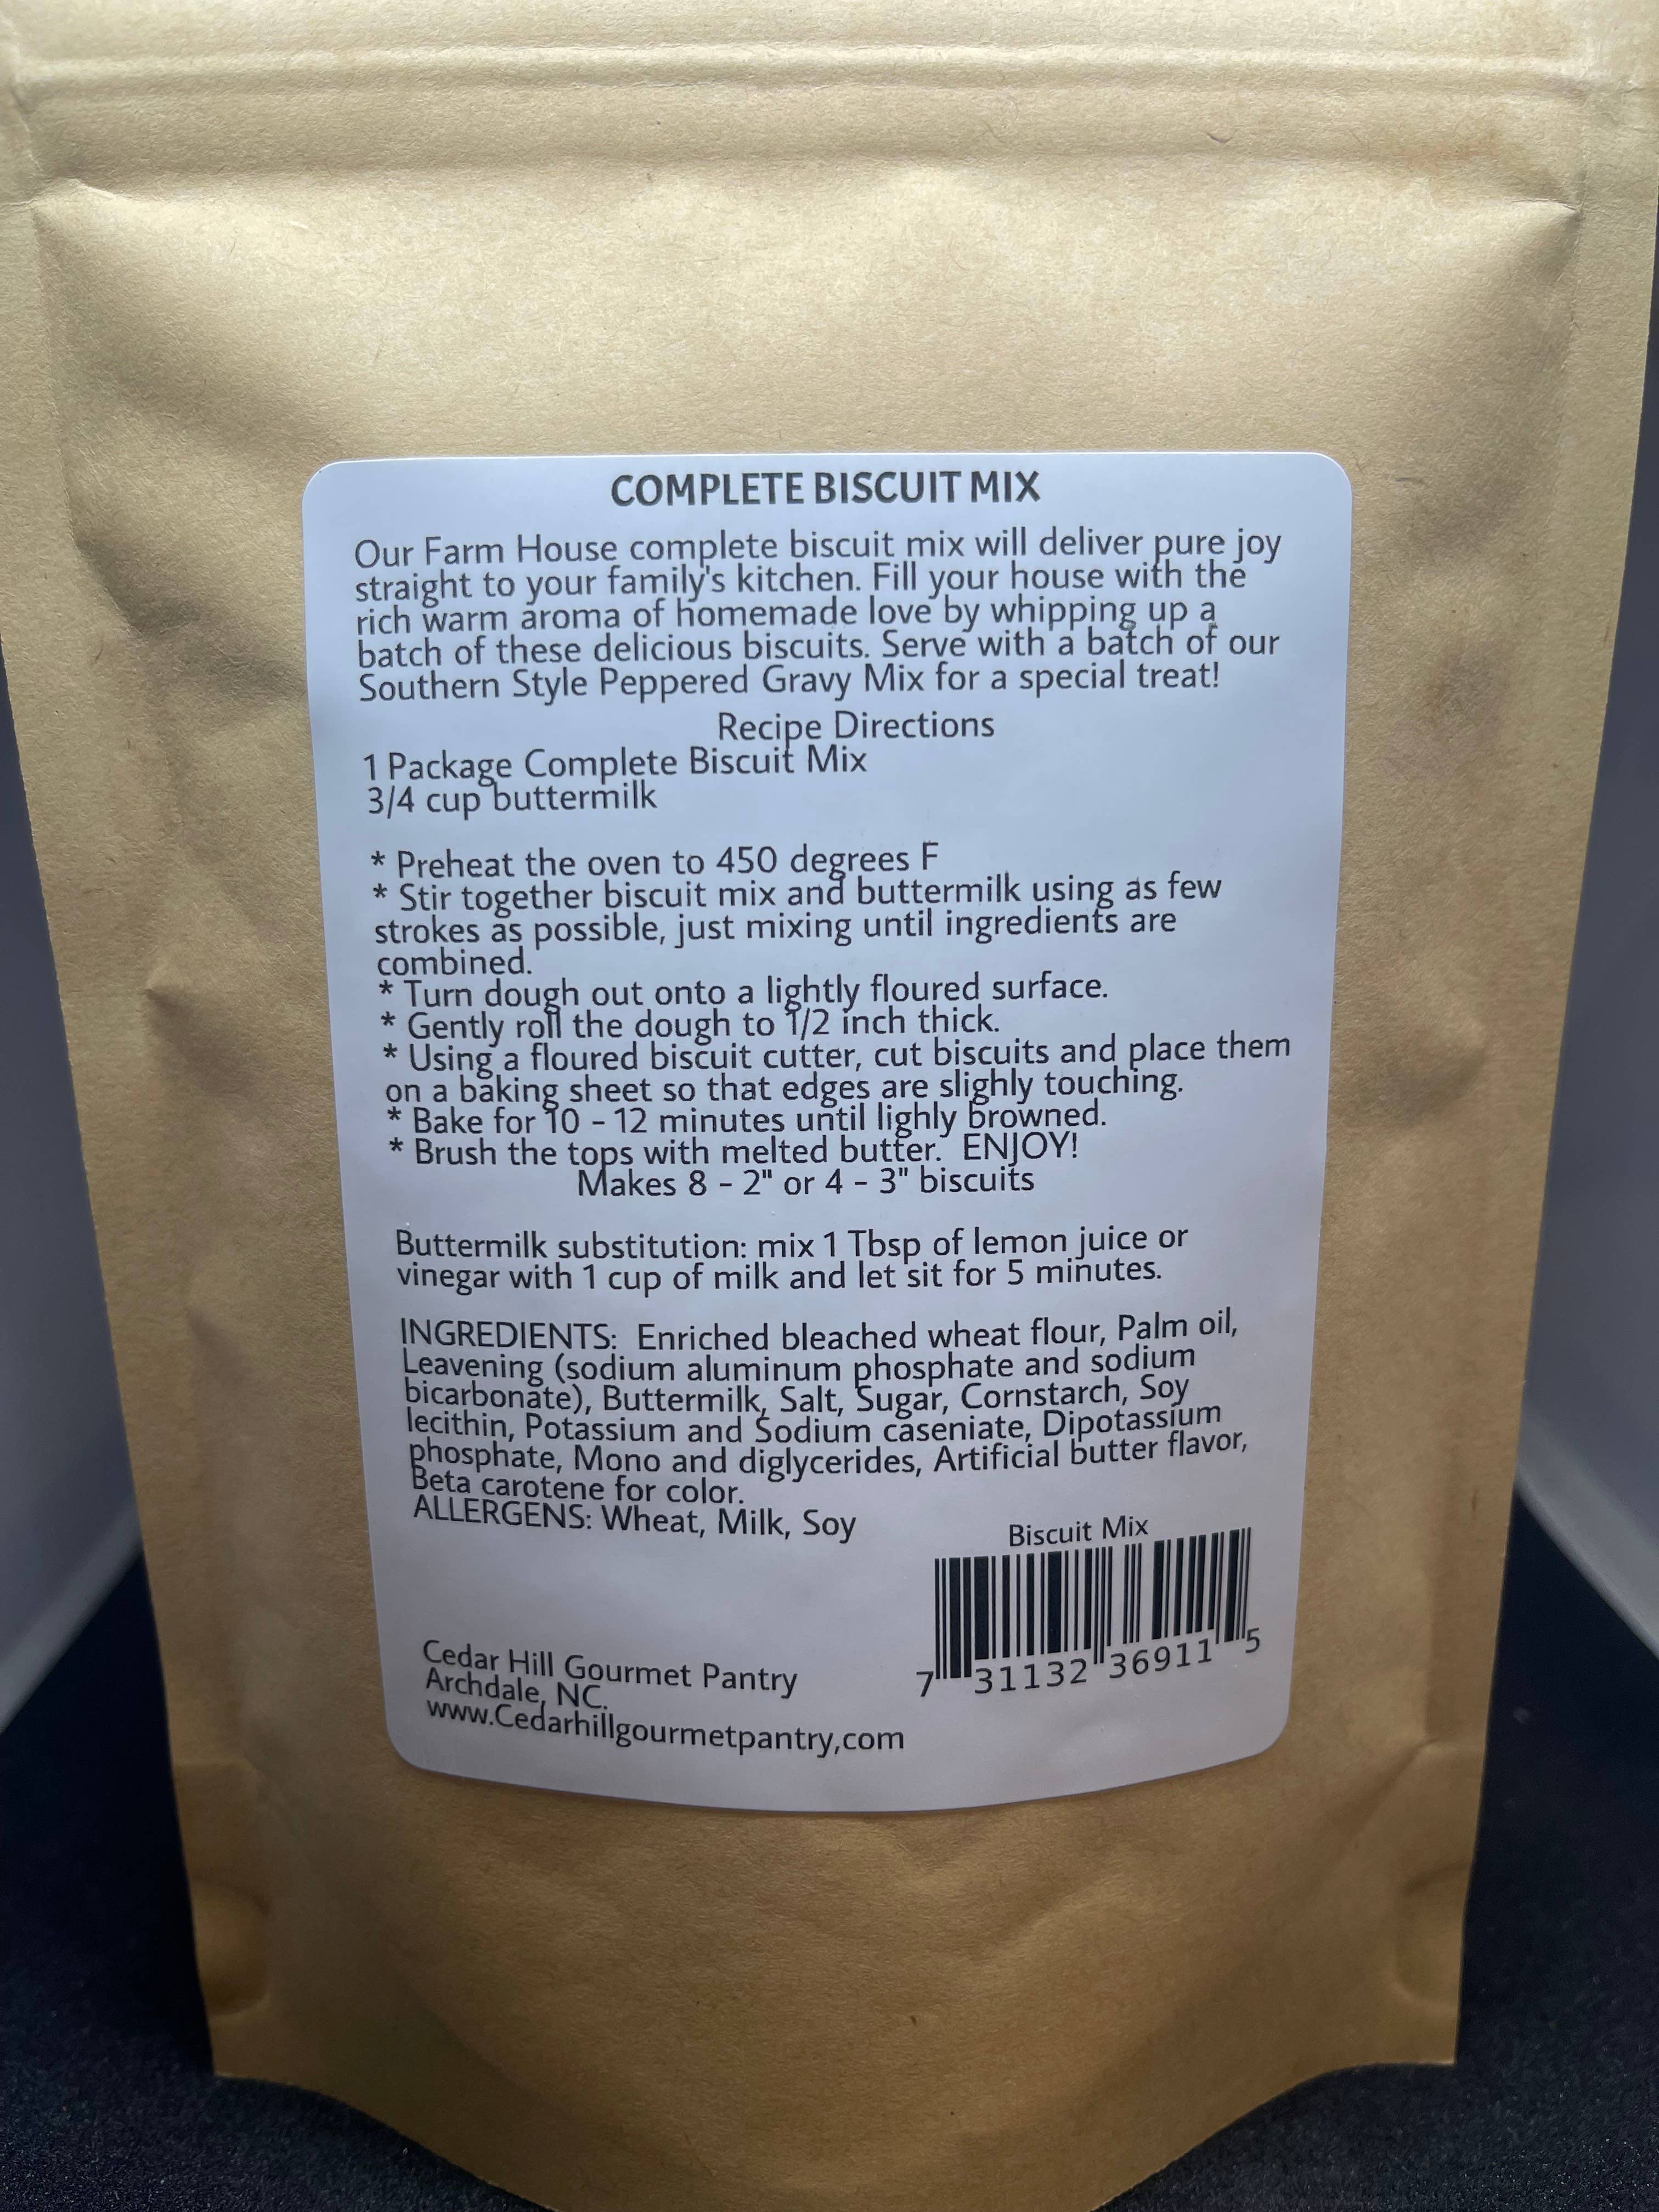 COMPLETE BISCUIT MIX
Our Farm House complete biscuit mix will deliver pure joy
straight to your family's kitchen. Fill your house with the
rich warm aroma of homemade love by whipping up a
batch of these delicious biscuits. Serve with a batch of our
Southern Style Peppered Gravy Mix for a special treat!
Recipe Directions
1 Package Complete Biscuit Mix
3/4 cup buttermilk
* Preheat the oven to 450 degrees F
* Stir together biscuit mix and buttermilk using as few
strokes as possible, just mixing until ingredients are
combined.
* Turn dough out onto a lightly floured surface.
* Gently roll the dough to 1/2 inch thick.
* Using a floured biscuit cutter, cut biscuits and place them
on a baking sheet so that edges are slighly touching.
* Bake for 10 - 12 minutes until lighly browned.
* Brush the tops with melted butter. ENJOY!
Makes 8 - 2" or 4 - 3" biscuits
Buttermilk substitution: mix 1 Tbsp of lemon juice or
vinegar with 1 cup of milk and let sit for 5 minutes.
INGREDIENTS: Enriched bleached wheat flour, Palm oil,
Leavening (sodium aluminum phosphate and sodium
bicarbonate), Buttermilk, Salt, Sugar, Cornstarch, Soy
lecithin, Potassium and Sodium caseniate, Dipotassium
phosphate, Mono and diglycerides, Artificial butter flavor,
Beta carotene for color.
ALLERGENS: Wheat, Milk, Soy
Biscuit Mix
7 31132 36911 5
Cedar Hill Gourmet Pantry
Archdale, NC.
www.Cedarhillgourmetpantry,com